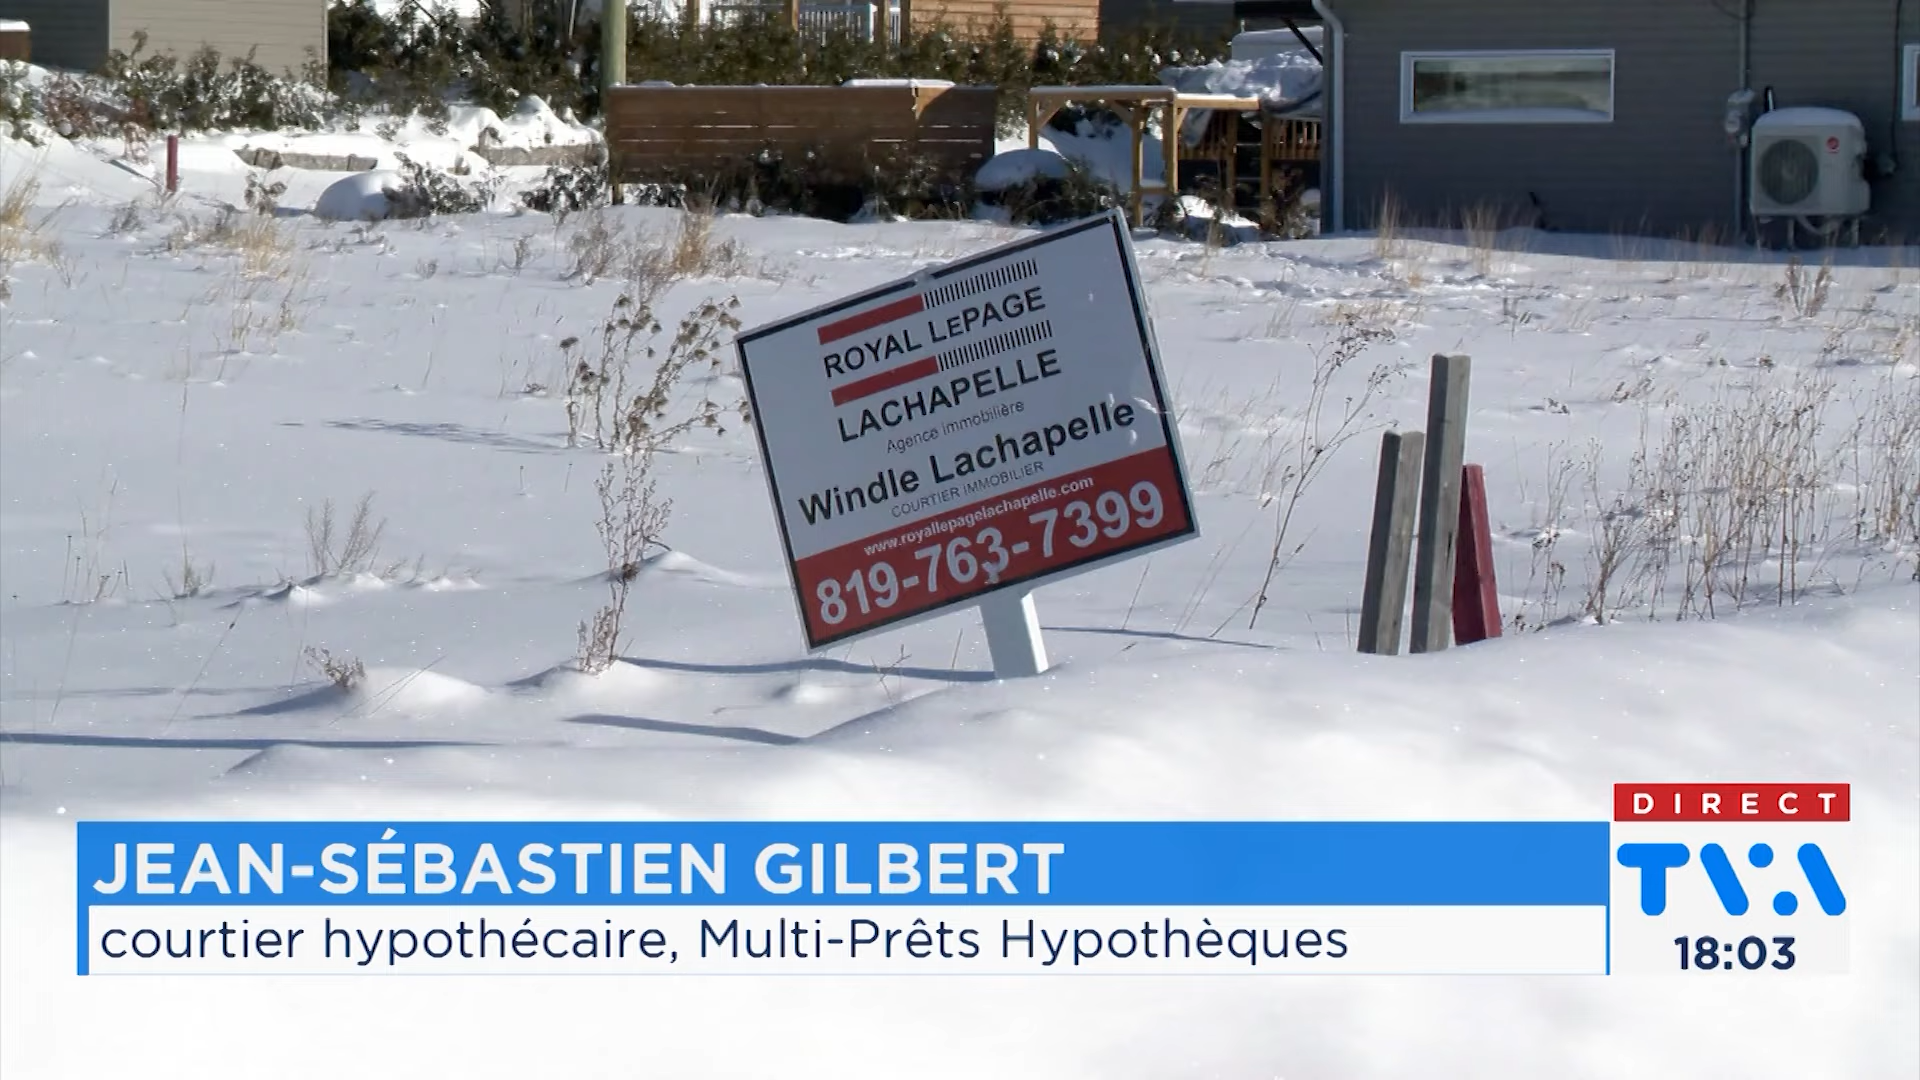 ROYAL LEPAGE
LACHAPELLE
Agence immobilière
Windle Lachapelle
COURTIER IMMOBILIER
www.royallepagelachapelle.com
819-763-7399
DIRECT
JEAN-SÉBASTIEN GILBERT
courtier hypothécaire, Multi-Prêts Hypothèques
TVA
18:03